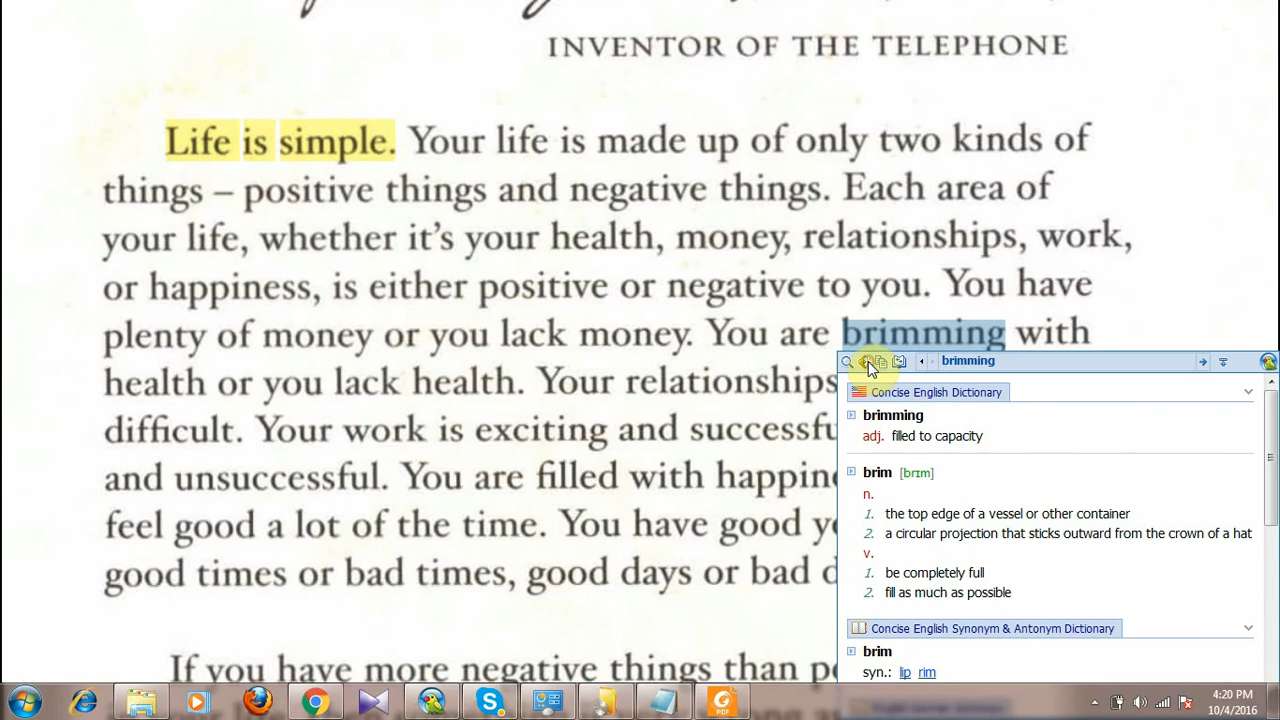 INVENTOR OF THE TELEPHONE
Life is simple. Your life is made up of only two kinds of
things – positive things and negative things. Each area of
your life, whether it's your health, money, relationships, work,
or happiness, is either positive or negative to you. You have
plenty of money or you lack money. You are brimming with
health or you lack health. Your relationships
difficult. Your work is exciting and successfu
and unsuccessful. You are filled with happin
feel good a lot of the time. You have good y
good times or bad times, good days or bad d
If you have more negative things than p
brimming
Concise English Dictionary
brimming
adj. filled to capacity
brim [brɪm]
n.
1. the top edge of a vessel or other container
2. a circular projection that sticks outward from the crown of a hat
v.
1. be completely full
2. fill as much as possible
Concise English Synonym & Antonym Dictionary
brim
syn.: lip rim
PDF
4:20 PM
10/4/2016